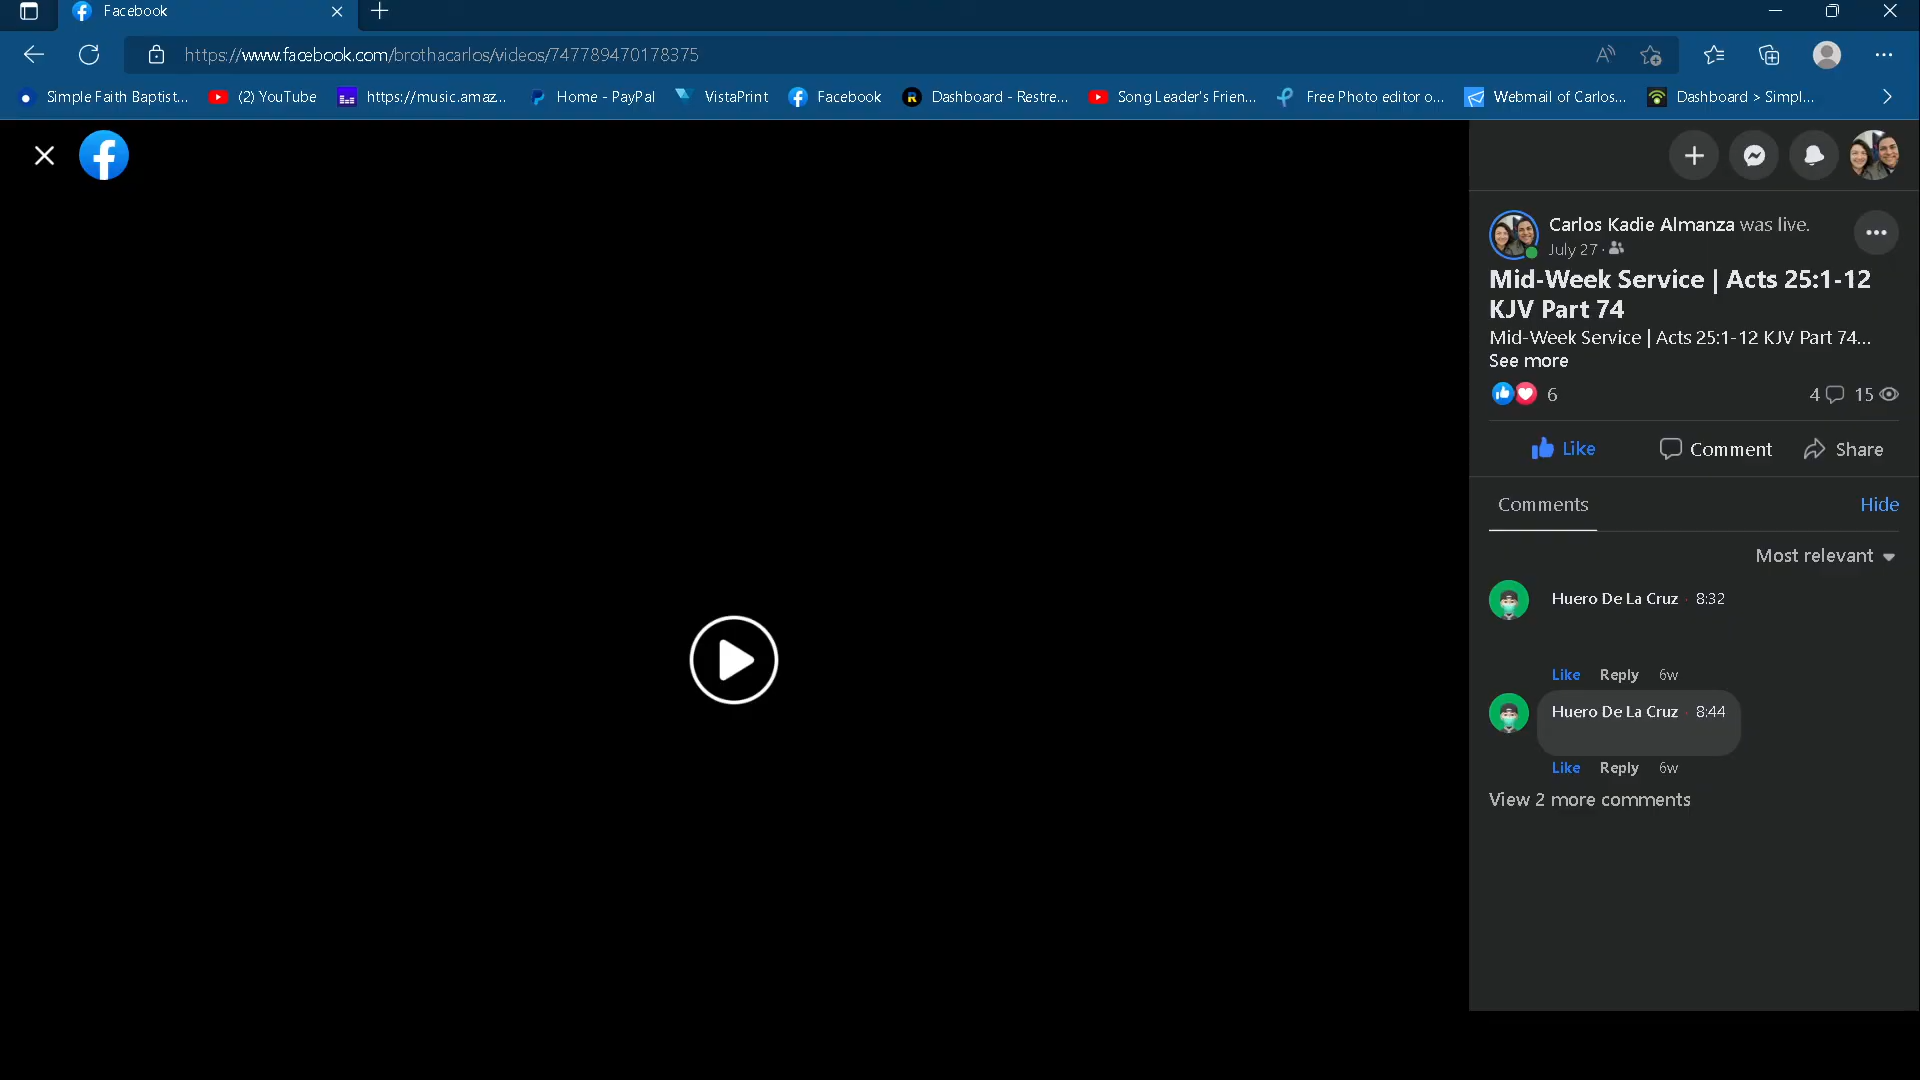 Facebook
https://www.facebook.com/brothacarlos/videos/747789470178375
Simple Faith Baptist...
(2) YouTube
https://music.amaz...
Home - PayPal
VistaPrint
Facebook
Dashboard - Restre...
Song Leader's Frien...
Free Photo editor o...
Webmail of Carlos...
Dashboard > Simpl...
Carlos Kadie Almanza was live.
July 27 ·
Mid-Week Service | Acts 25:1-12
KJV Part 74
Mid-Week Service | Acts 25:1-12 KJV Part 74...
See more
6
4
15
Like
Comment
Share
Comments
Hide
Most relevant
Huero De La Cruz · 8:32
Like Reply 6w
Huero De La Cruz · 8:44
Like Reply 6w
View 2 more comments